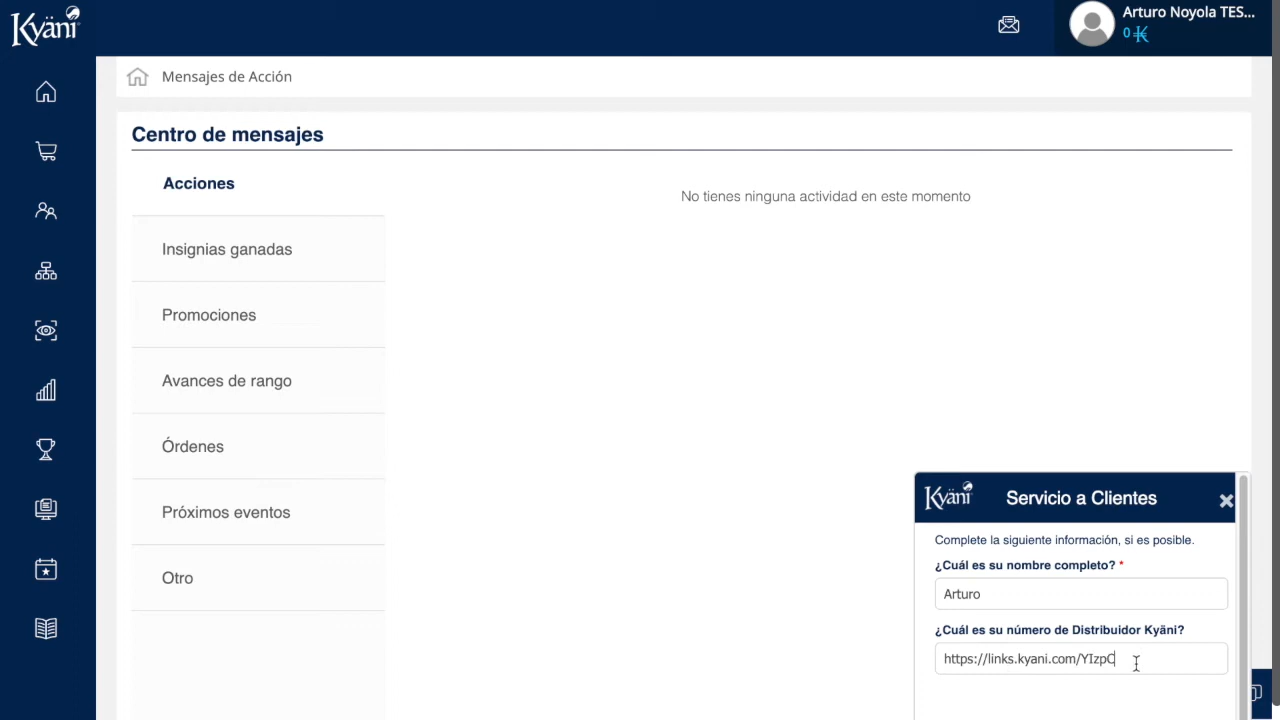 Kyäni
Arturo Noyola TES...
0
Mensajes de Acción
Centro de mensajes
Acciones
No tienes ninguna actividad en este momento
Insignias ganadas
Promociones
Avances de rango
Órdenes
Próximos eventos
Otro
Kyäni Servicio a Clientes
Complete la siguiente información, si es posible.
¿Cuál es su nombre completo? *
Arturo
¿Cuál es su número de Distribuidor Kyäni?
https://links.kyani.com/YIzpC